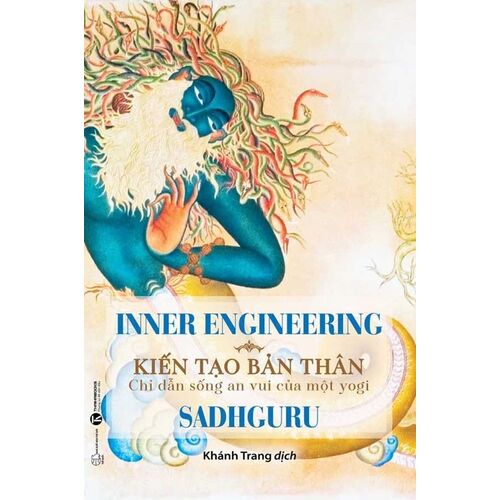 INNER ENGINEERING
KIẾN TẠO BẢN THÂN
Chỉ dẫn sống an vui của một yogi
SADHGURU
Khánh Trang dịch